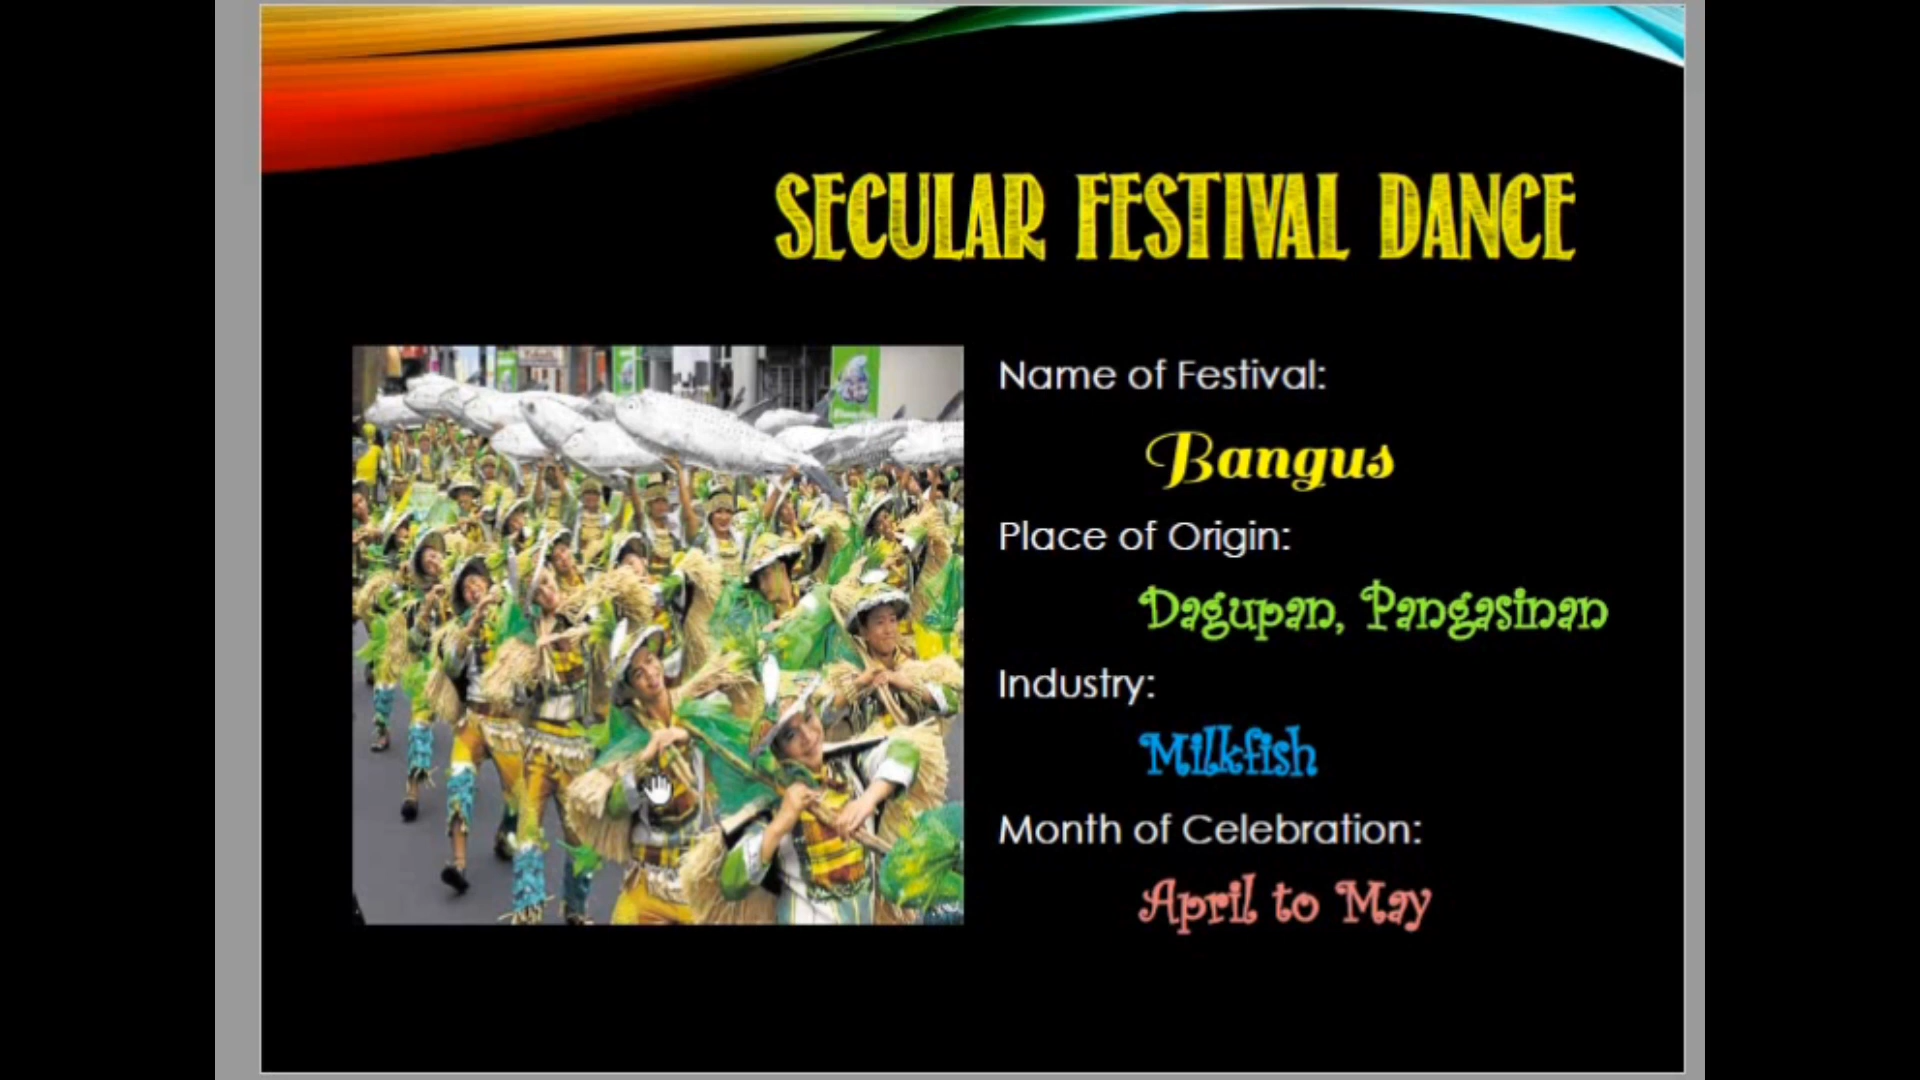 SECULAR FESTIVAL DANCE
Name of Festival:
Bangus
Place of Origin:
Dagupan, Pangasinan
Industry:
Milkfish
Month of Celebration:
April to May